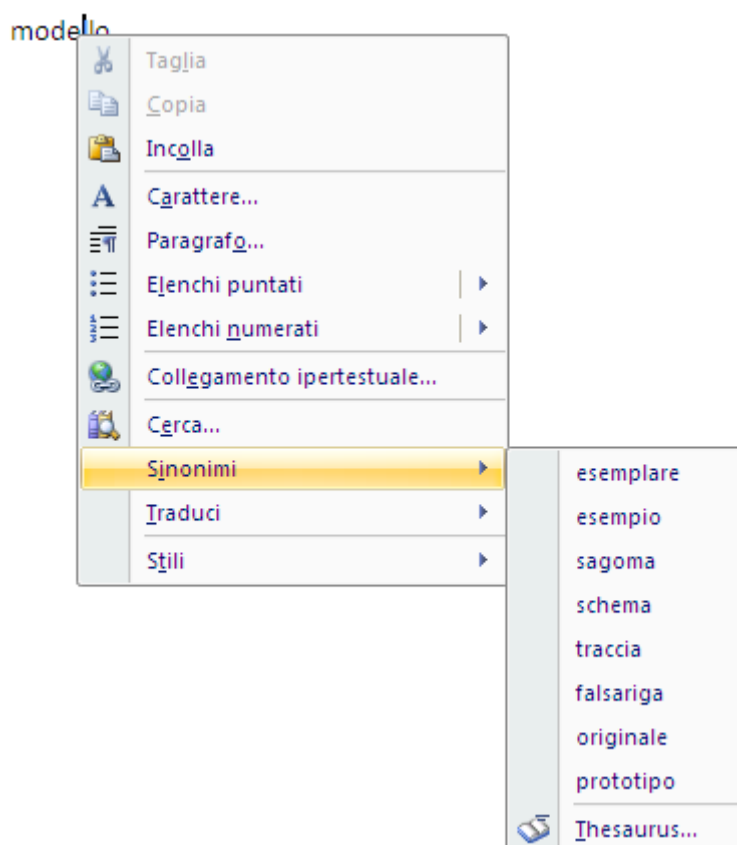 modello
Taglia
Copia
Incolla
Carattere...
Paragrafo...
Elenchi puntati
Elenchi numerati
Collegamento ipertestuale...
Cerca...
Sinonimi
Traduci
Stili
esemplare
esempio
sagoma
schema
traccia
falsariga
originale
prototipo
Thesaurus...